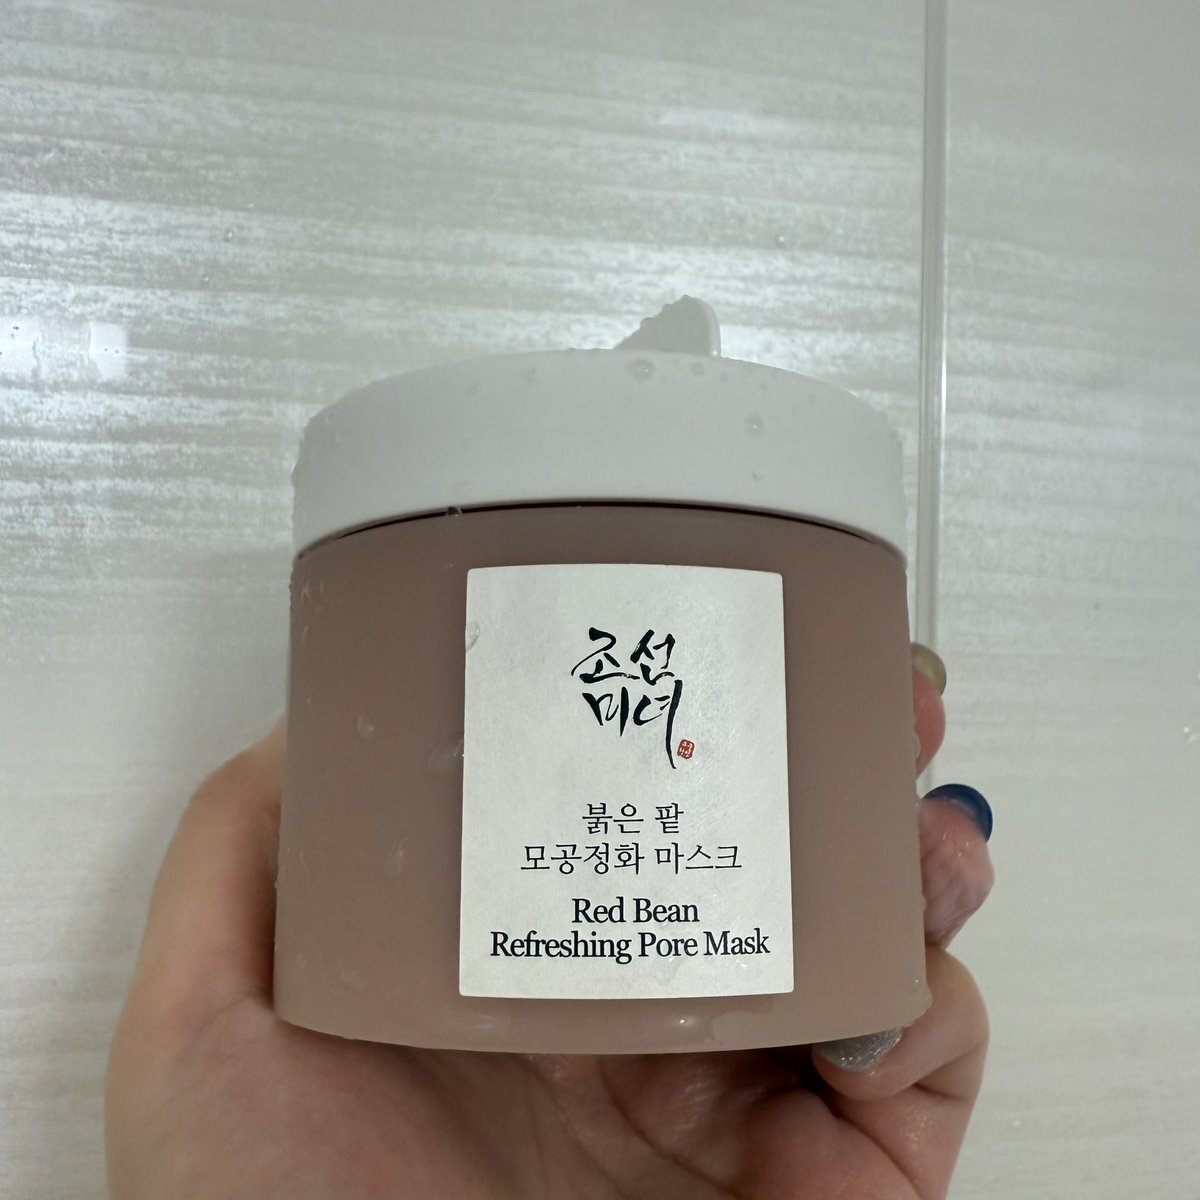 조선
미녀
붉은 팥
모공정화 마스크
Red Bean
Refreshing Pore Mask